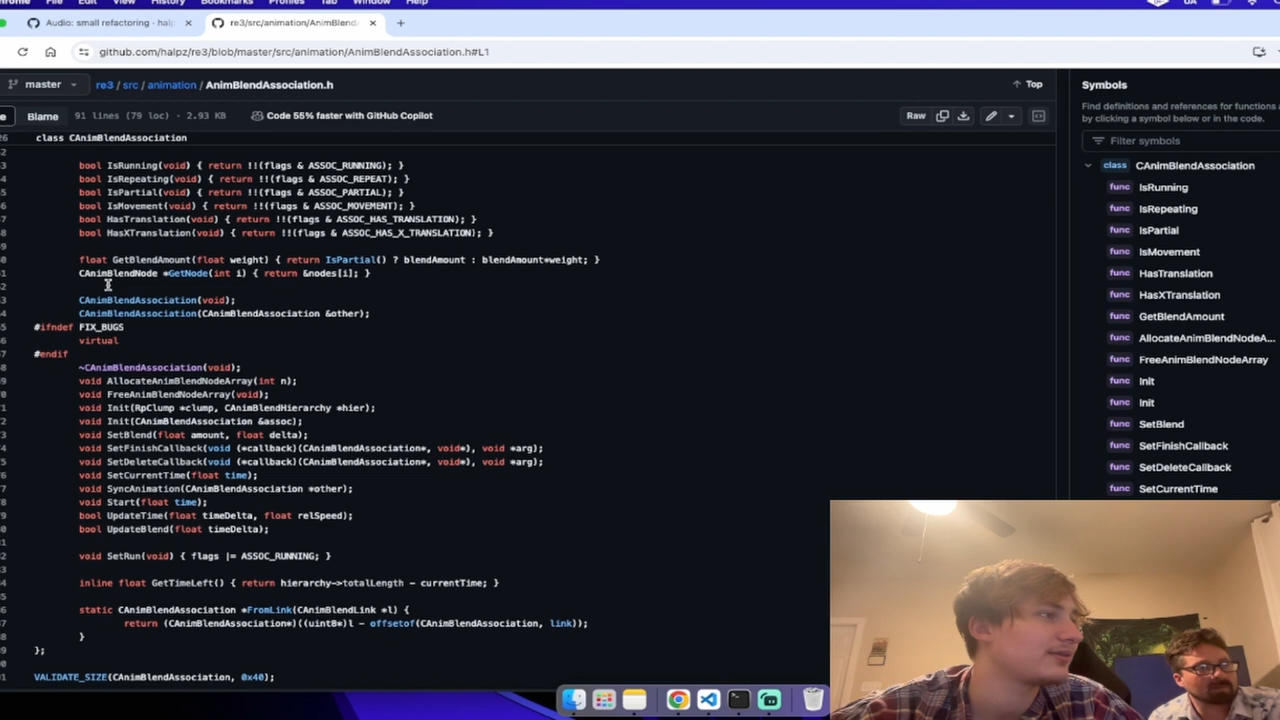 File Edit View History Bookmarks Profiles Tab Window Help
Audio: small refactoring · halp
re3/src/animation/AnimBlend
github.com/halpz/re3/blob/master/src/animation/AnimBlendAssociation.h#L1
master
re3 / src / animation / AnimBlendAssociation.h
Top
Blame
91 lines (79 loc) · 2.93 KB
Code 55% faster with GitHub Copilot
Raw
26 class CAnimBlendAssociation
bool IsRunning(void) { return !!(flags & ASSOC_RUNNING); }
bool IsRepeating(void) { return !!(flags & ASSOC_REPEAT); }
bool IsPartial(void) { return !!(flags & ASSOC_PARTIAL); }
bool IsMovement(void) { return !!(flags & ASSOC_MOVEMENT); }
bool HasTranslation(void) { return !!(flags & ASSOC_HAS_TRANSLATION); }
bool HasXTranslation(void) { return !!(flags & ASSOC_HAS_X_TRANSLATION); }
float GetBlendAmount(float weight) { return IsPartial() ? blendAmount : blendAmount*weight; }
CAnimBlendNode *GetNode(int i) { return &nodes[i]; }
CAnimBlendAssociation(void);
CAnimBlendAssociation(CAnimBlendAssociation &other);
#ifndef FIX_BUGS
virtual
#endif
~CAnimBlendAssociation(void);
void AllocateAnimBlendNodeArray(int n);
void FreeAnimBlendNodeArray(void);
void Init(RpClump *clump, CAnimBlendHierarchy *hier);
void Init(CAnimBlendAssociation &assoc);
void SetBlend(float amount, float delta);
void SetFinishCallback(void (*callback)(CAnimBlendAssociation*, void*), void *arg);
void SetDeleteCallback(void (*callback)(CAnimBlendAssociation*, void*), void *arg);
void SetCurrentTime(float time);
void SyncAnimation(CAnimBlendAssociation *other);
void Start(float time);
bool UpdateTime(float timeDelta, float relSpeed);
bool UpdateBlend(float timeDelta);
void SetRun(void) { flags |= ASSOC_RUNNING; }
inline float GetTimeLeft() { return hierarchy->totalLength - currentTime; }
static CAnimBlendAssociation *FromLink(CAnimBlendLink *l) {
return (CAnimBlendAssociation*)((uint8*)l - offsetof(CAnimBlendAssociation, link));
}
};
VALIDATE_SIZE(CAnimBlendAssociation, 0x40);
Symbols
Find definitions and references for functions a
by clicking a symbol below or in the code.
Filter symbols
class CAnimBlendAssociation
func IsRunning
func IsRepeating
func IsPartial
func IsMovement
func HasTranslation
func HasXTranslation
func GetBlendAmount
func AllocateAnimBlendNodeA...
func FreeAnimBlendNodeArray
func Init
func Init
func SetBlend
func SetFinishCallback
func SetDeleteCallback
func SetCurrentTime